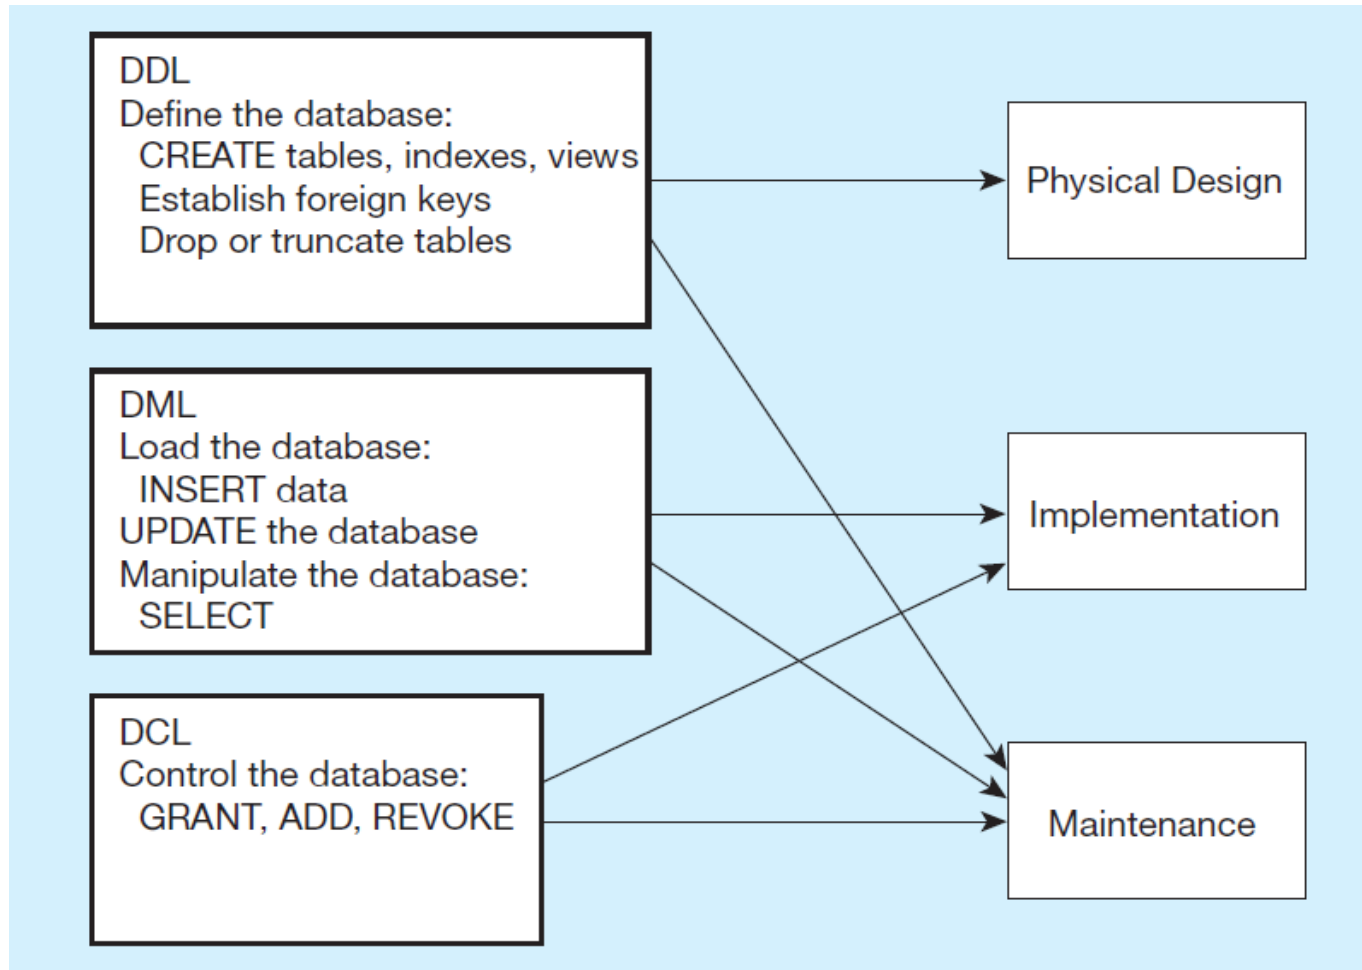 DDL
Define the database:
CREATE tables, indexes, views
Establish foreign keys
Drop or truncate tables
Physical Design
DML
Load the database:
INSERT data
UPDATE the database
Manipulate the database:
SELECT
Implementation
DCL
Control the database:
GRANT, ADD, REVOKE
Maintenance